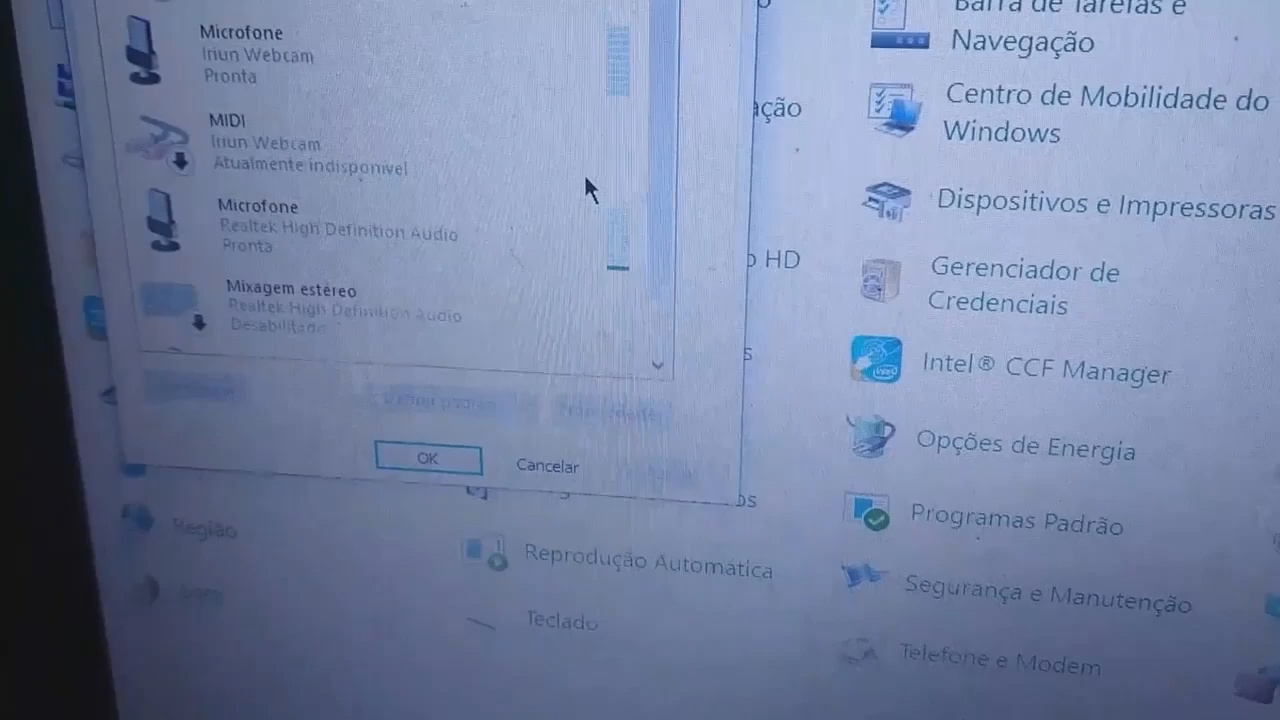 Microfone
Iriun Webcam
Pronta
MIDI
Iriun Webcam
Atualmente indisponível
Microfone
Realtek High Definition Audio
Pronta
Mixagem estéreo
Realtek High Definition Audio
Desabilitado
OK
Cancelar
ação
HD
os
Região
Reprodução Automática
Teclado
Barra de Tarefas e
Navegação
Centro de Mobilidade do
Windows
Dispositivos e Impressoras
Gerenciador de
Credenciais
Intel® CCF Manager
Opções de Energia
Programas Padrão
Segurança e Manutenção
Telefone e Modem